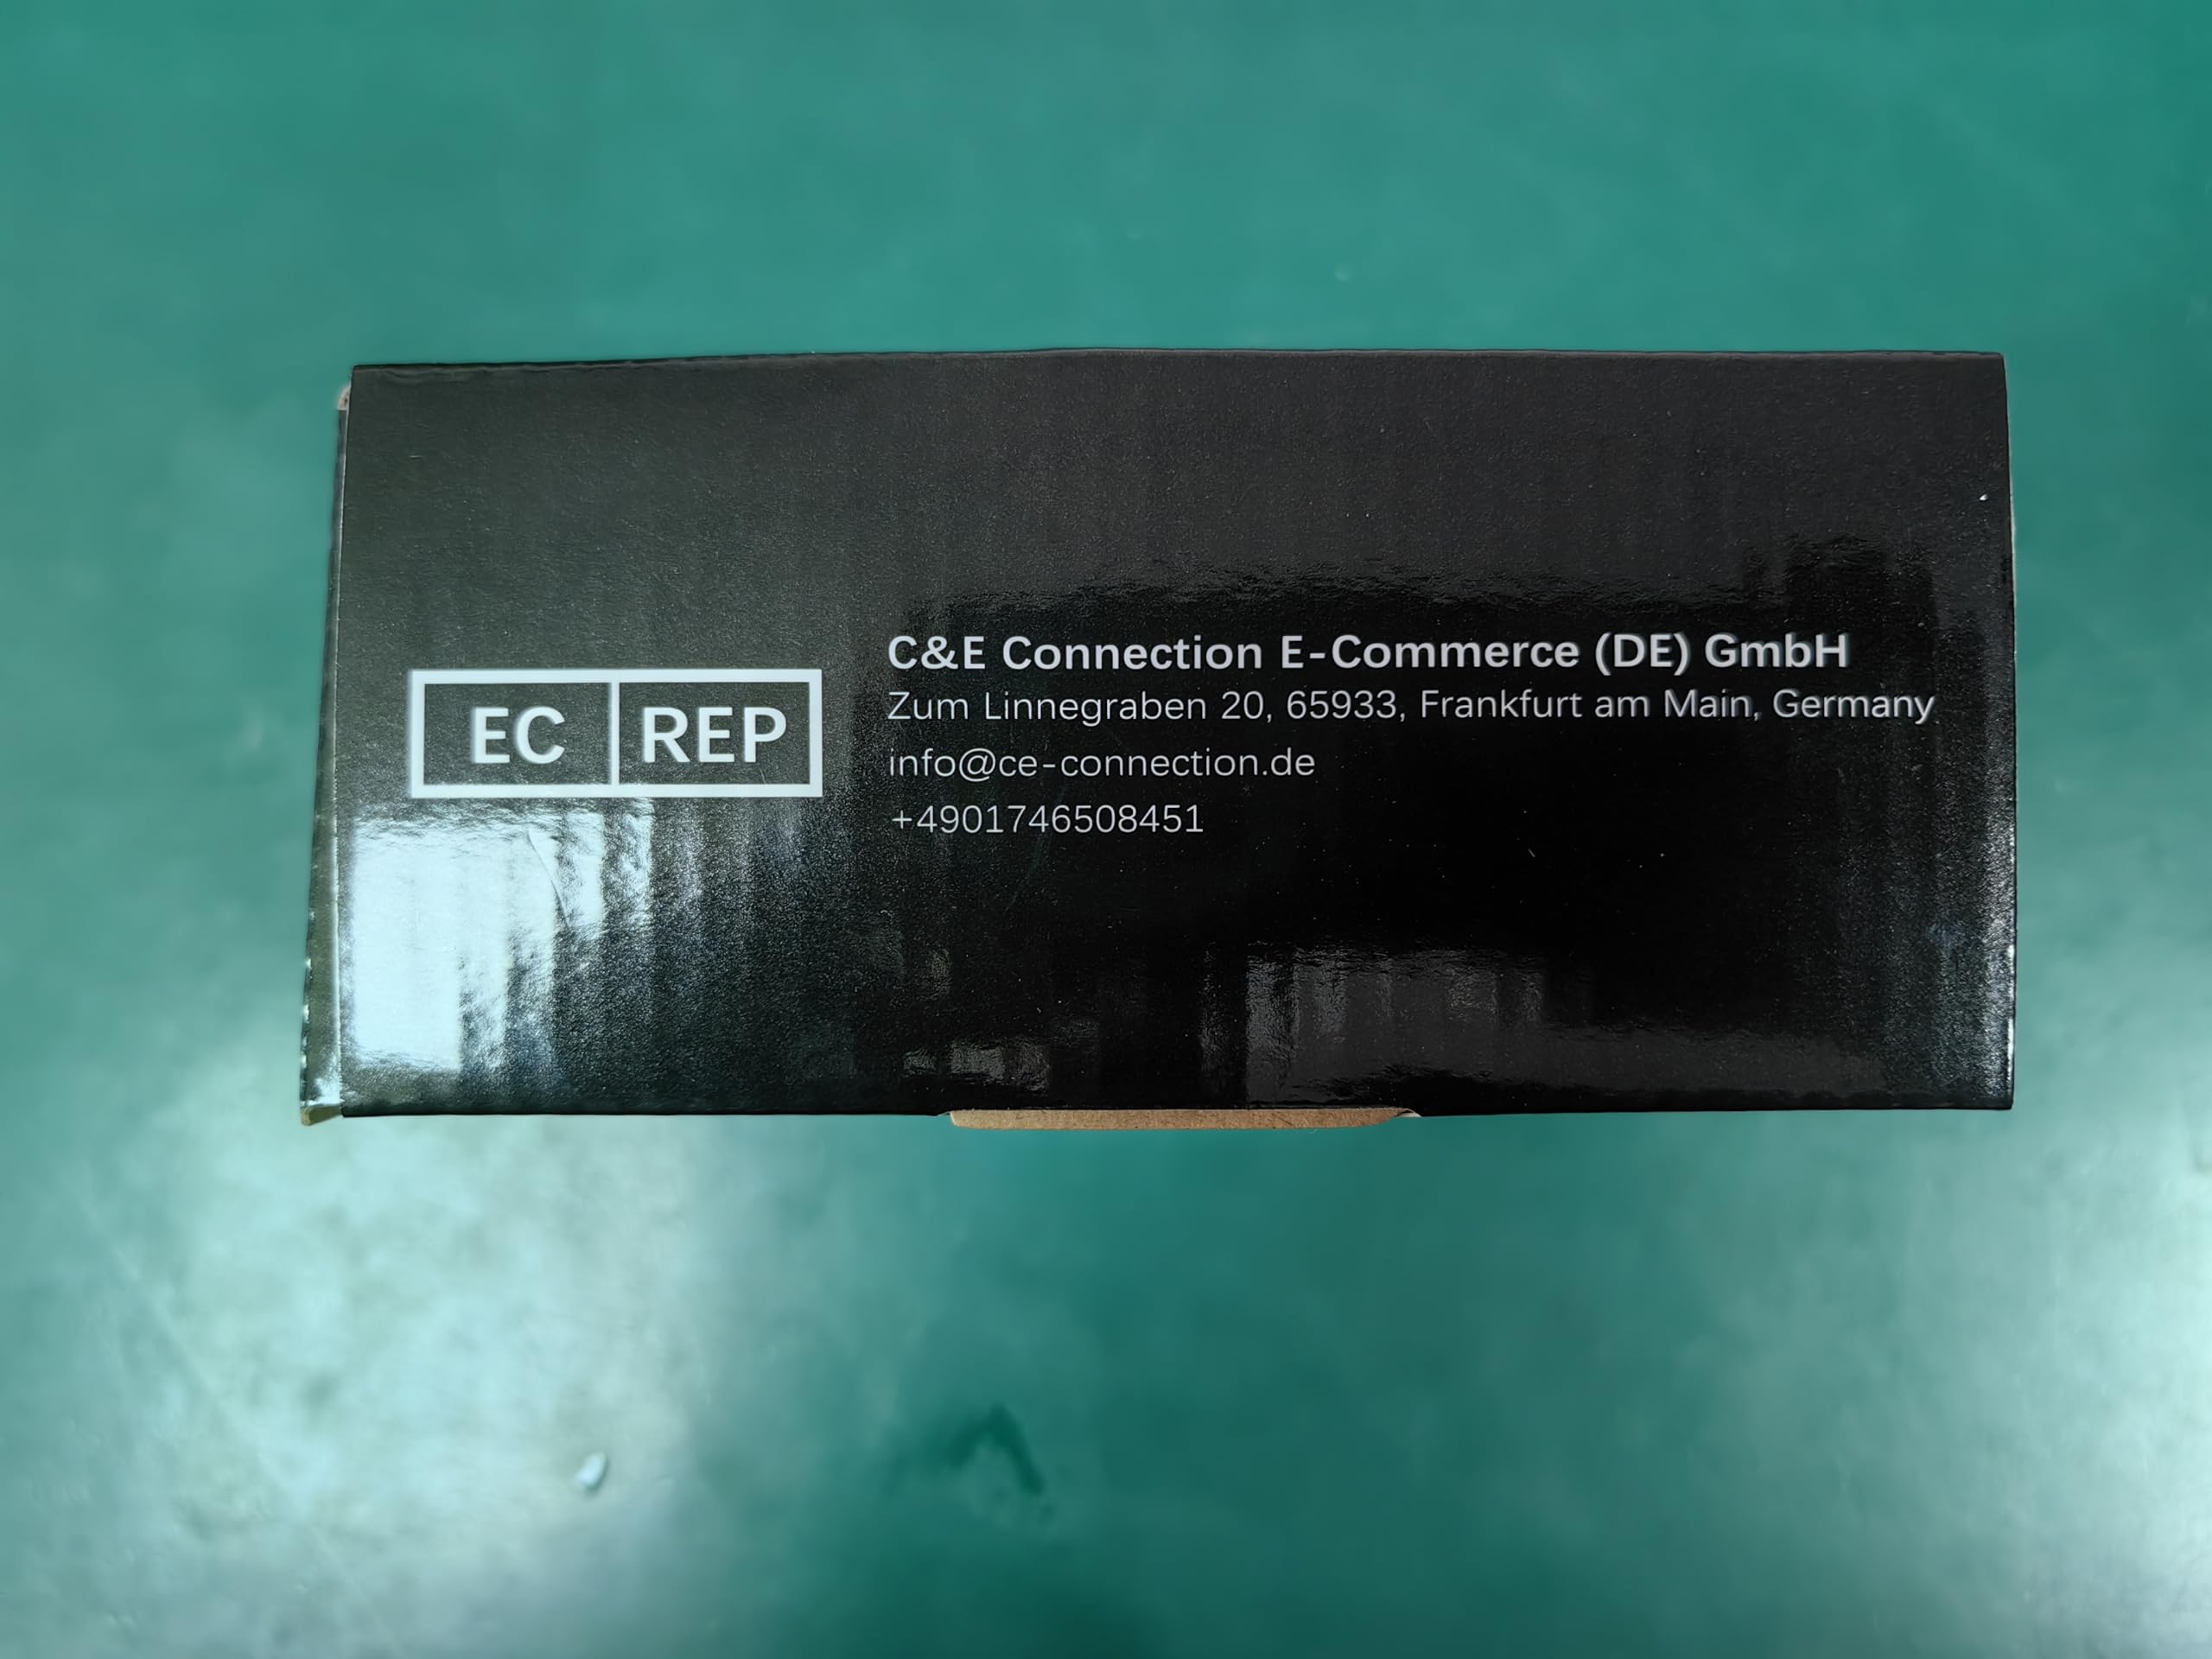 EC REP
C&E Connection E-Commerce (DE) GmbH
Zum Linnegraben 20, 65933, Frankfurt am Main, Germany
info@ce-connection.de
+4901746508451